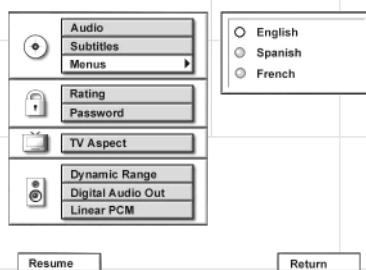 Audio
Subtitles
Menus
English
Spanish
French
Rating
Password
TV Aspect
Dynamic Range
Digital Audio Out
Linear PCM
Resume
Return